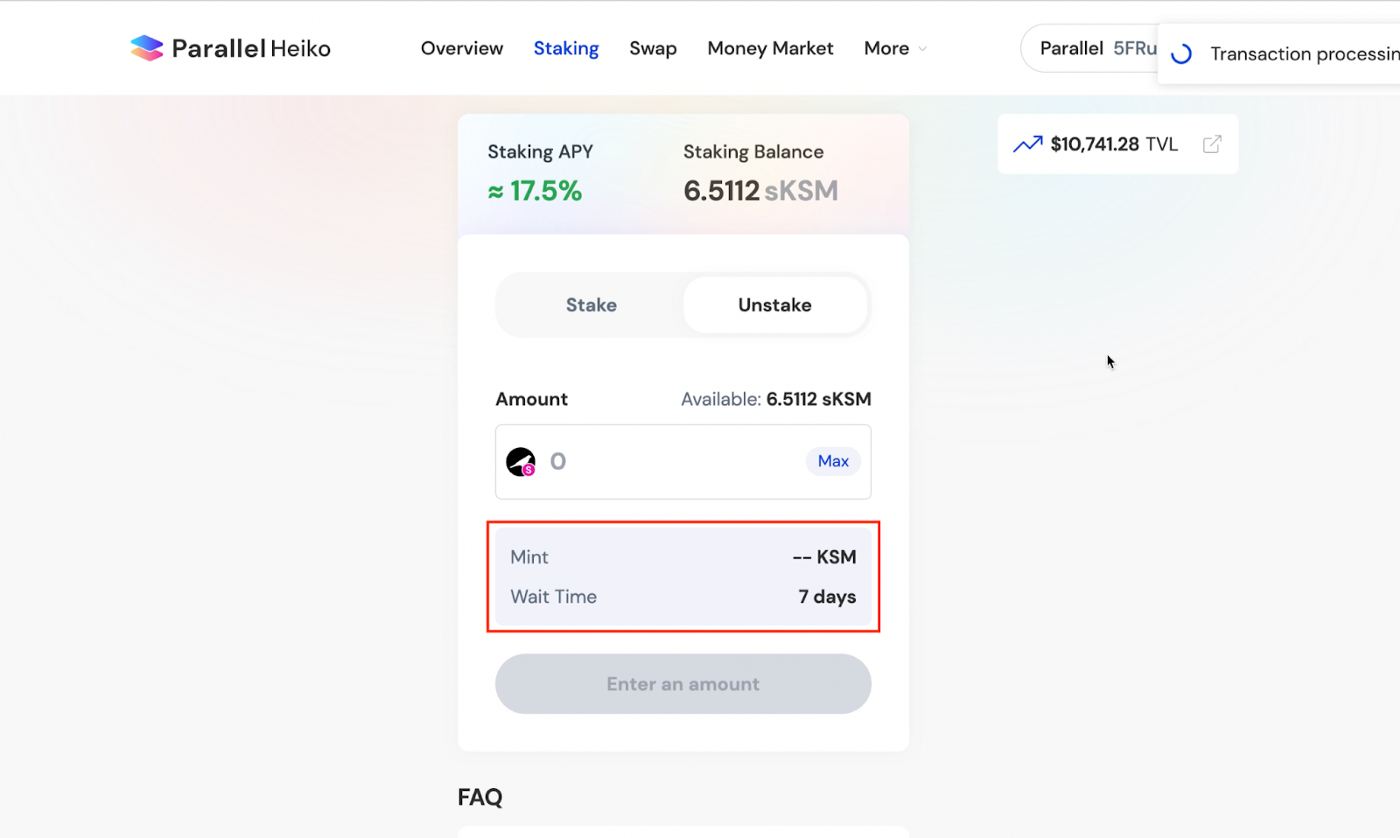 Parallel Heiko
Overview Staking Swap Money Market More
Parallel 5FRu
Transaction processin
Staking APY
≈ 17.5%
Staking Balance
6.5112 sKSM
$10,741.28 TVL
Stake Unstake
Amount Available: 6.5112 sKSM
S
0 Max
Mint -- KSM
Wait Time 7 days
Enter an amount
FAQ